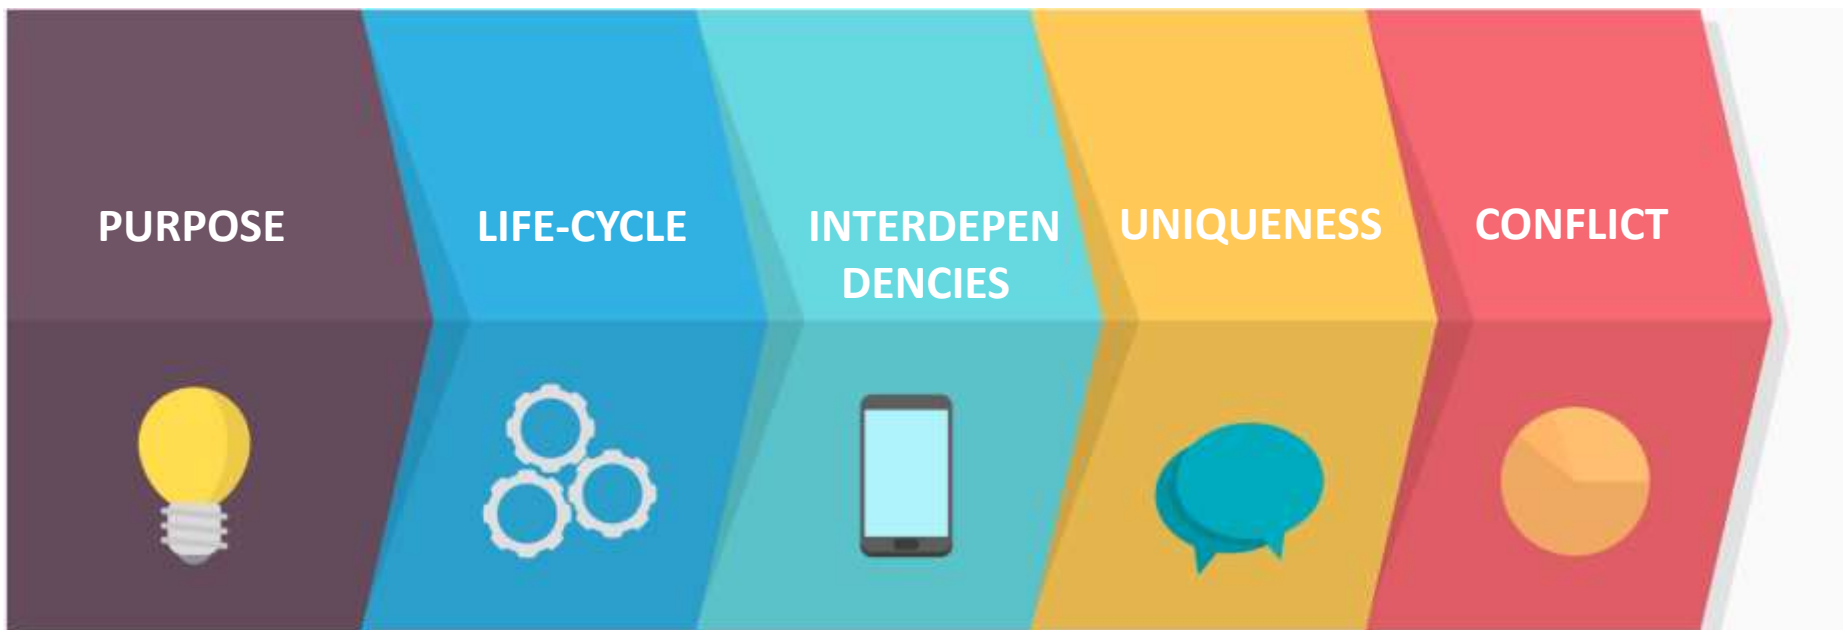 PURPOSE
LIFE-CYCLE
INTERDEPEN
DENCIES
UNIQUENESS
CONFLICT